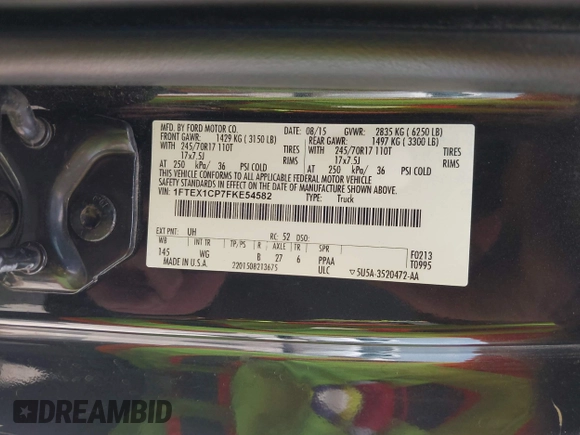 MFD. BY FORD MOTOR CO. DATE: 08/15 GVWR: 2835 KG ( 6250 LB)
FRONT GAWR: 1429 KG ( 3150 LB) REAR GAWR: 1497 KG ( 3300 LB)
WITH 245/70R17 110T TIRES WITH 245/70R17 110T TIRES
17x7.5J RIMS 17x7.5J RIMS
AT 250 kPa/ 36 PSI COLD AT 250 kPa/ 36 PSI COLD
THIS VEHICLE CONFORMS TO ALL APPLICABLE FEDERAL MOTOR VEHICLE
SAFETY STANDARDS IN EFFECT ON THE DATE OF MANUFACTURE SHOWN ABOVE.
VIN: 1FTEX1CP7FKE54582 TYPE: Truck
EXT PNT: UH RC: 52 DSO:
WB INT TR TP/PS R AXLE TR SPR F0213
145 WG B 27 6 PPAA T0995
MADE IN U.S.A. ULC
2201508213675 5U5A-3520472-AA
DREAMBID